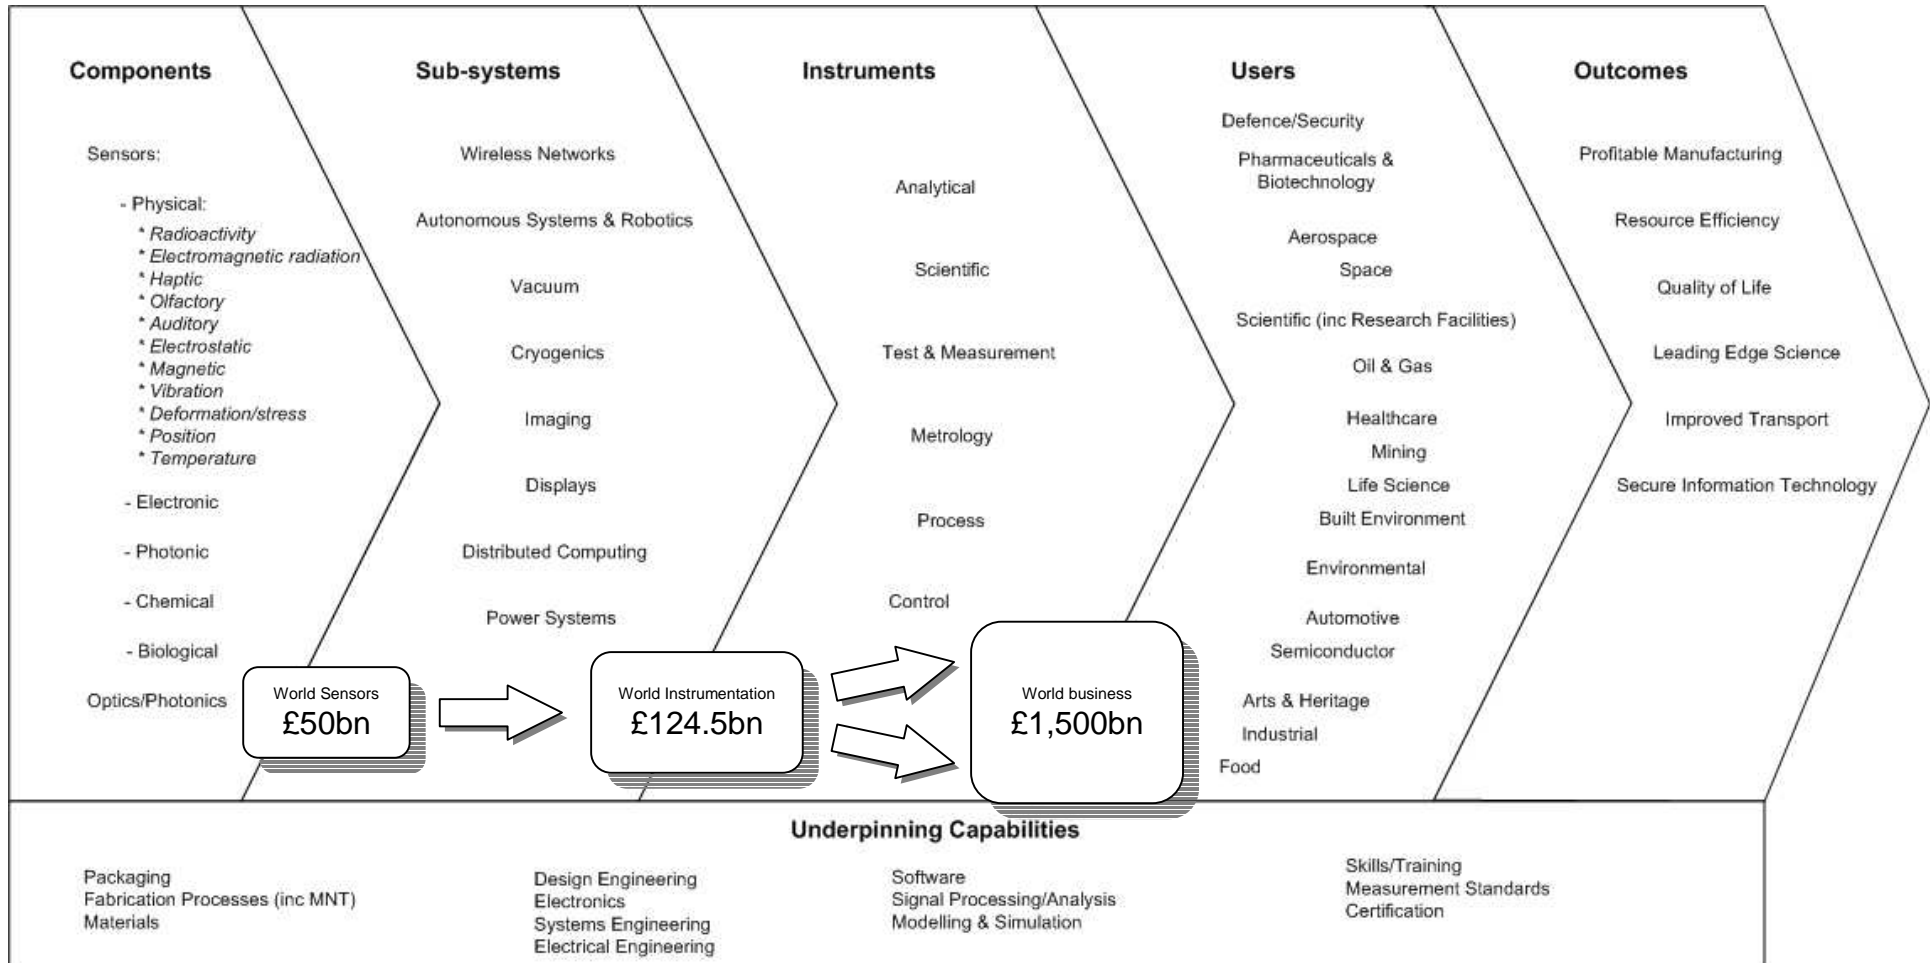 Components
Sensors:
- Physical:
* Radioactivity
* Electromagnetic radiation
* Haptic
* Olfactory
* Auditory
* Electrostatic
* Magnetic
* Vibration
* Deformation/stress
* Position
* Temperature
- Electronic
- Photonic
- Chemical
- Biological
Optics/Photonics
Sub-systems
Wireless Networks
Autonomous Systems & Robotics
Vacuum
Cryogenics
Imaging
Displays
Distributed Computing
Power Systems
Instruments
Analytical
Scientific
Test & Measurement
Metrology
Process
Control
Users
Defence/Security
Pharmaceuticals &
Biotechnology
Aerospace
Space
Scientific (inc Research Facilities)
Oil & Gas
Healthcare
Mining
Life Science
Built Environment
Environmental
Automotive
Semiconductor
Arts & Heritage
Industrial
Food
Outcomes
Profitable Manufacturing
Resource Efficiency
Quality of Life
Leading Edge Science
Improved Transport
Secure Information Technology
World Sensors
£50bn
World Instrumentation
£124.5bn
World business
£1,500bn
Underpinning Capabilities
Packaging
Fabrication Processes (inc MNT)
Materials
Design Engineering
Electronics
Systems Engineering
Electrical Engineering
Software
Signal Processing/Analysis
Modelling & Simulation
Skills/Training
Measurement Standards
Certification